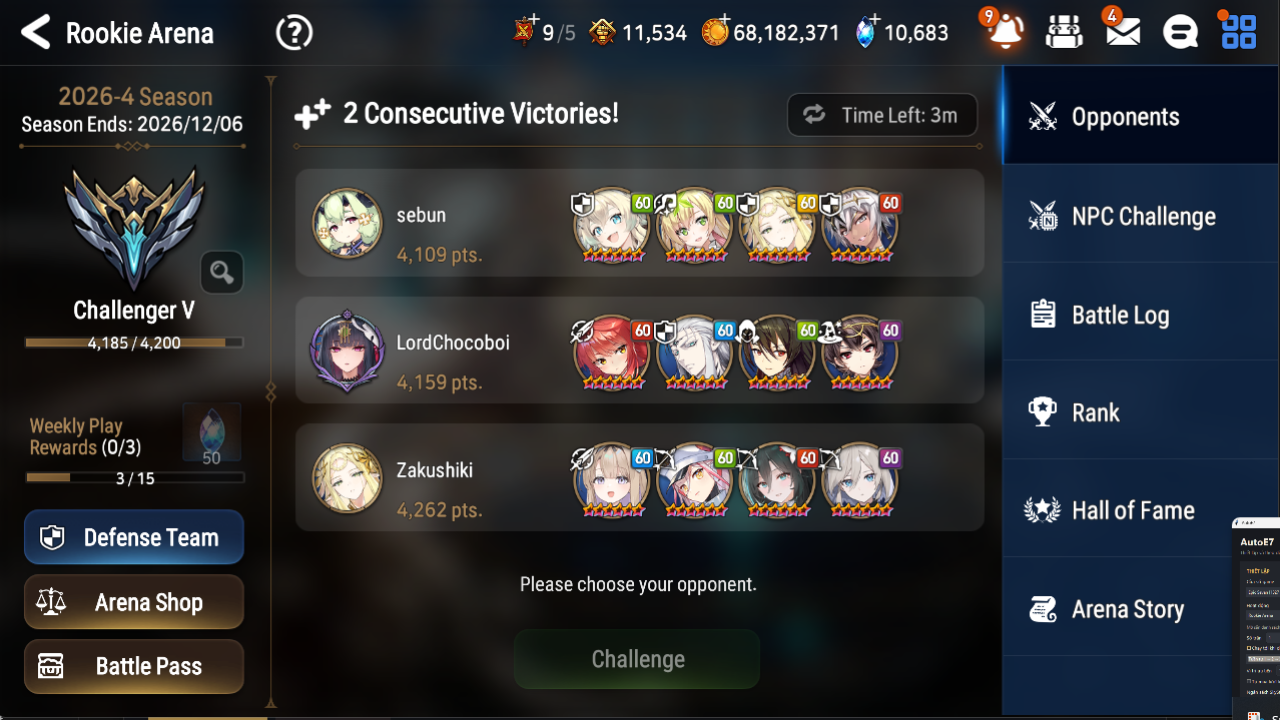 Rookie Arena
9/5
11,534
68,182,371
10,683
9
4
2026-4 Season
Season Ends: 2026/12/06
Challenger V
4,185 / 4,200
Weekly Play
Rewards (0/3)
50
3 / 15
Defense Team
Arena Shop
Battle Pass
2 Consecutive Victories!
Time Left: 3m
sebun
4,109 pts.
60
60
60
60
LordChocoboi
4,159 pts.
60
60
60
60
Zakushiki
4,262 pts.
60
60
60
60
Please choose your opponent.
Challenge
Opponents
NPC Challenge
Battle Log
Rank
Hall of Fame
Arena Story
AutoE7